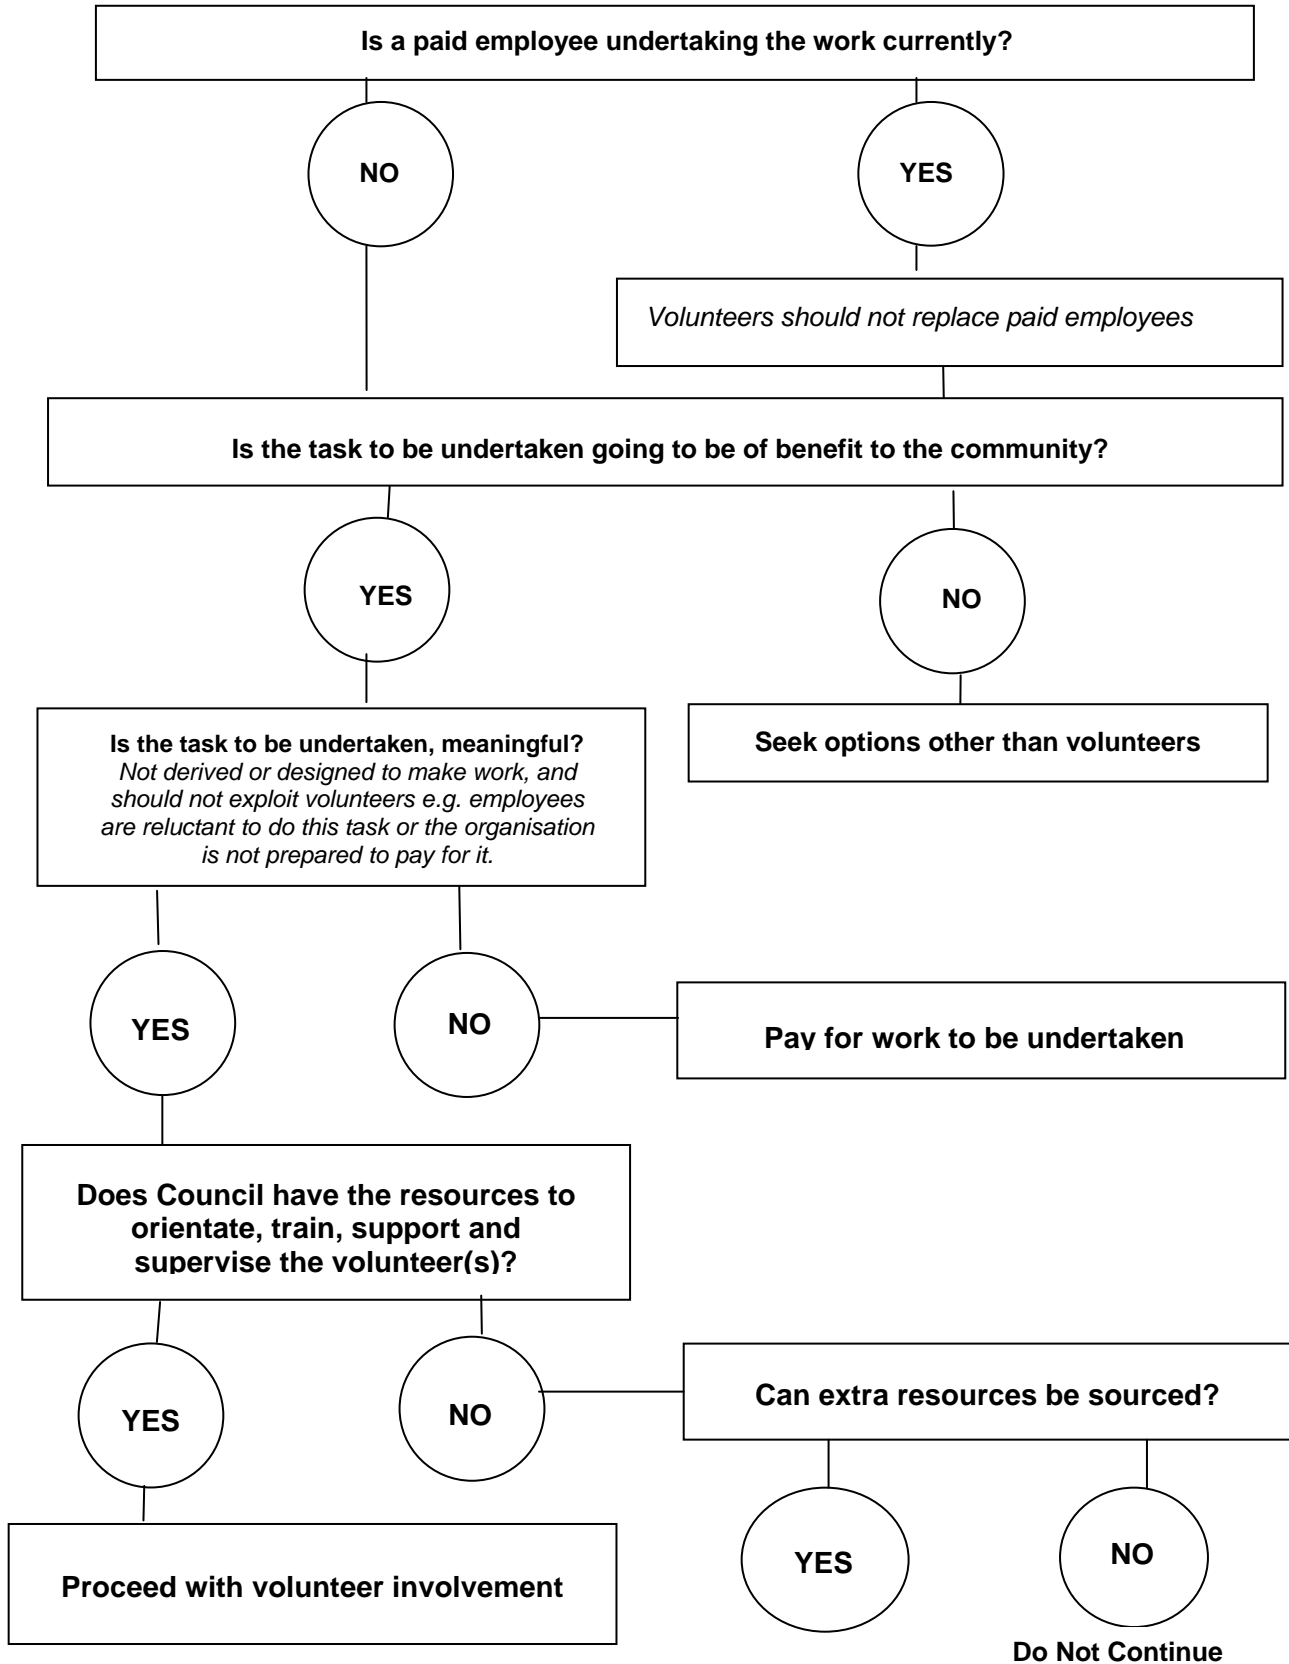 Is a paid employee undertaking the work currently?
NO
YES
Volunteers should not replace paid employees
Is the task to be undertaken going to be of benefit to the community?
YES
NO
Is the task to be undertaken, meaningful?
Not derived or designed to make work, and
should not exploit volunteers e.g. employees
are reluctant to do this task or the organisation
is not prepared to pay for it.
Seek options other than volunteers
YES
NO
Pay for work to be undertaken
Does Council have the resources to
orientate, train, support and
supervise the volunteer(s)?
YES
NO
Can extra resources be sourced?
Proceed with volunteer involvement
YES
NO
Do Not Continue